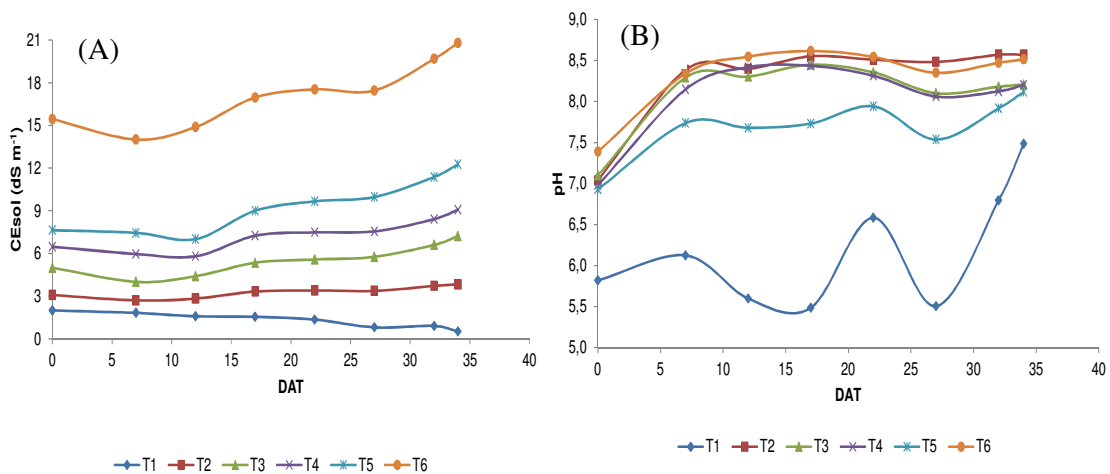 (A)
CEsol (dS m⁻¹)
21
18
15
12
9
6
3
0
0 5 10 15 20 25 30 35 40
DAT
T1 T2 T3 T4 T5 T6
(B)
pH
9,0
8,5
8,0
7,5
7,0
6,5
6,0
5,5
5,0
0 5 10 15 20 25 30 35 40
DAT
T1 T2 T3 T4 T5 T6